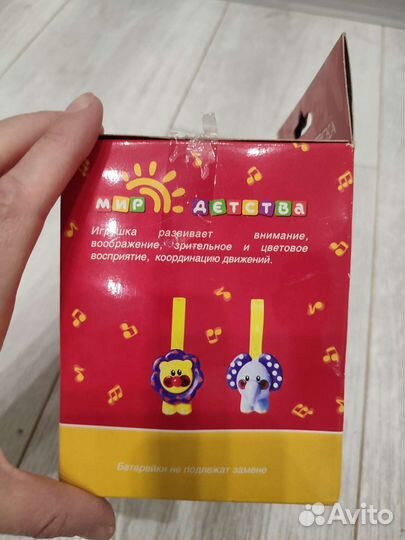 МИР ДЕТСТВА
Игрушка развивает внимание,
воображение, зрительное и цветовое
восприятие, координацию движений.
Батарейки не подлежат замене
Avito